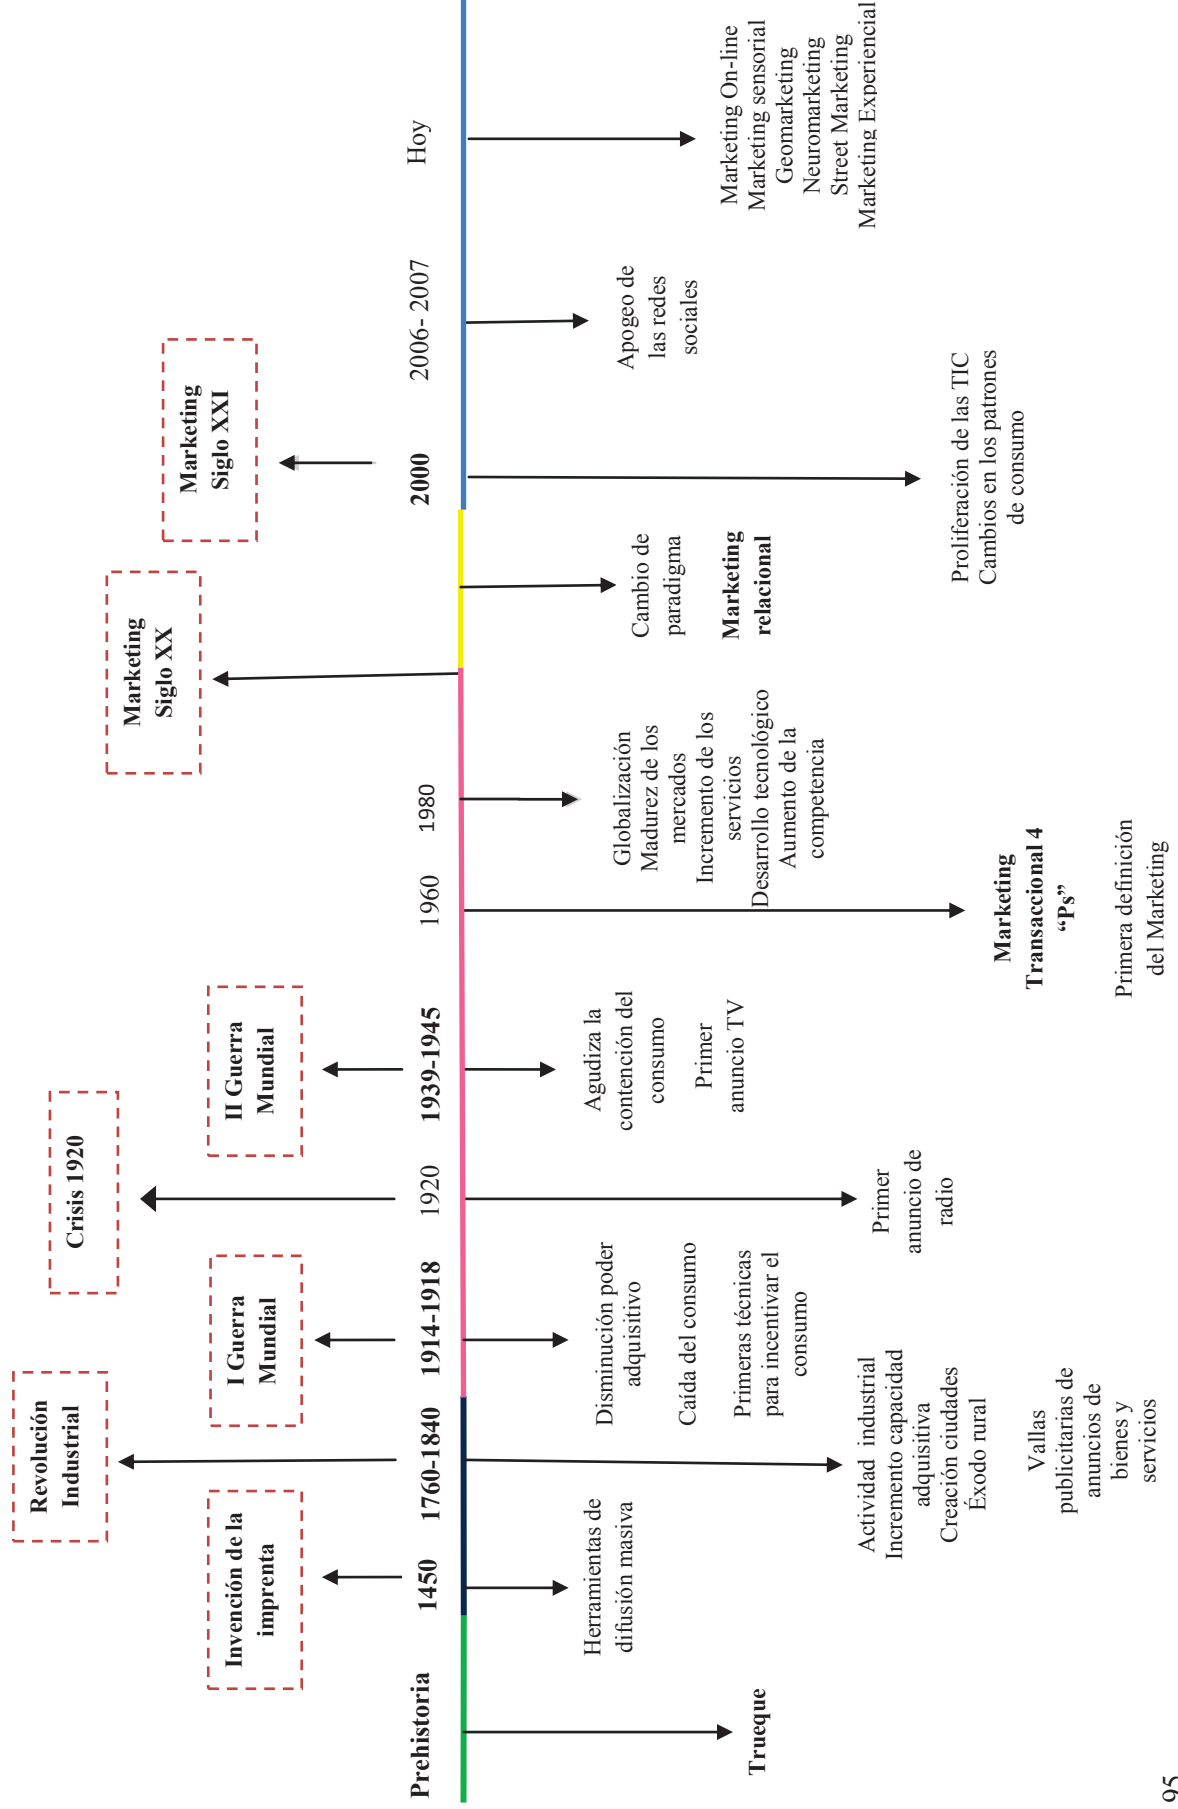 Revolución
Industrial
Crisis 1920
Marketing
Siglo XX
Marketing
Siglo XXI
Invención de la
imprenta
I Guerra
Mundial
II Guerra
Mundial
Prehistoria
1450
1760-1840
1914-1918
1920
1939-1945
1960
1980
2000
2006- 2007
Hoy
Trueque
Herramientas de
difusión masiva
Actividad industrial
Incremento capacidad
adquisitiva
Creación ciudades
Éxodo rural
Vallas
publicitarias de
anuncios de
bienes y
servicios
Disminución poder
adquisitivo
Caída del consumo
Primeras técnicas
para incentivar el
consumo
Primer
anuncio de
radio
Agudiza la
contención del
consumo
Primer
anuncio TV
Marketing
Transaccional 4
“Ps”
Primera definición
del Marketing
Globalización
Madurez de los
mercados
Incremento de los
servicios
Desarrollo tecnológico
Aumento de la
competencia
Cambio de
paradigma
Marketing
relacional
Proliferación de las TIC
Cambios en los patrones
de consumo
Apogeo de
las redes
sociales
Marketing On-line
Marketing sensorial
Geomarketing
Neuromarketing
Street Marketing
Marketing Experiencial
95